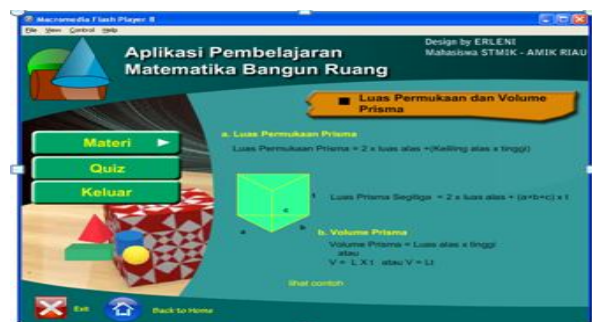 Macromedia Flash Player 8
File View Control Help
Aplikasi Pembelajaran
Matematika Bangun Ruang
Design by ERLENI
Mahasiswa STMIK - AMIK RIAU
Luas Permukaan dan Volume
Prisma
Materi
Quiz
Keluar
a. Luas Permukaan Prisma
Luas Permukaan Prisma = 2 x luas alas +(Keliling alas x tinggi)
t
c
a
b
Luas Prisma Segitiga = 2 x luas alas + (a+b+c) x t
b. Volume Prisma
Volume Prisma = Luas alas x tinggi
atau
V = L X t atau V = Lt
lihat contoh
Exit
Back to Home